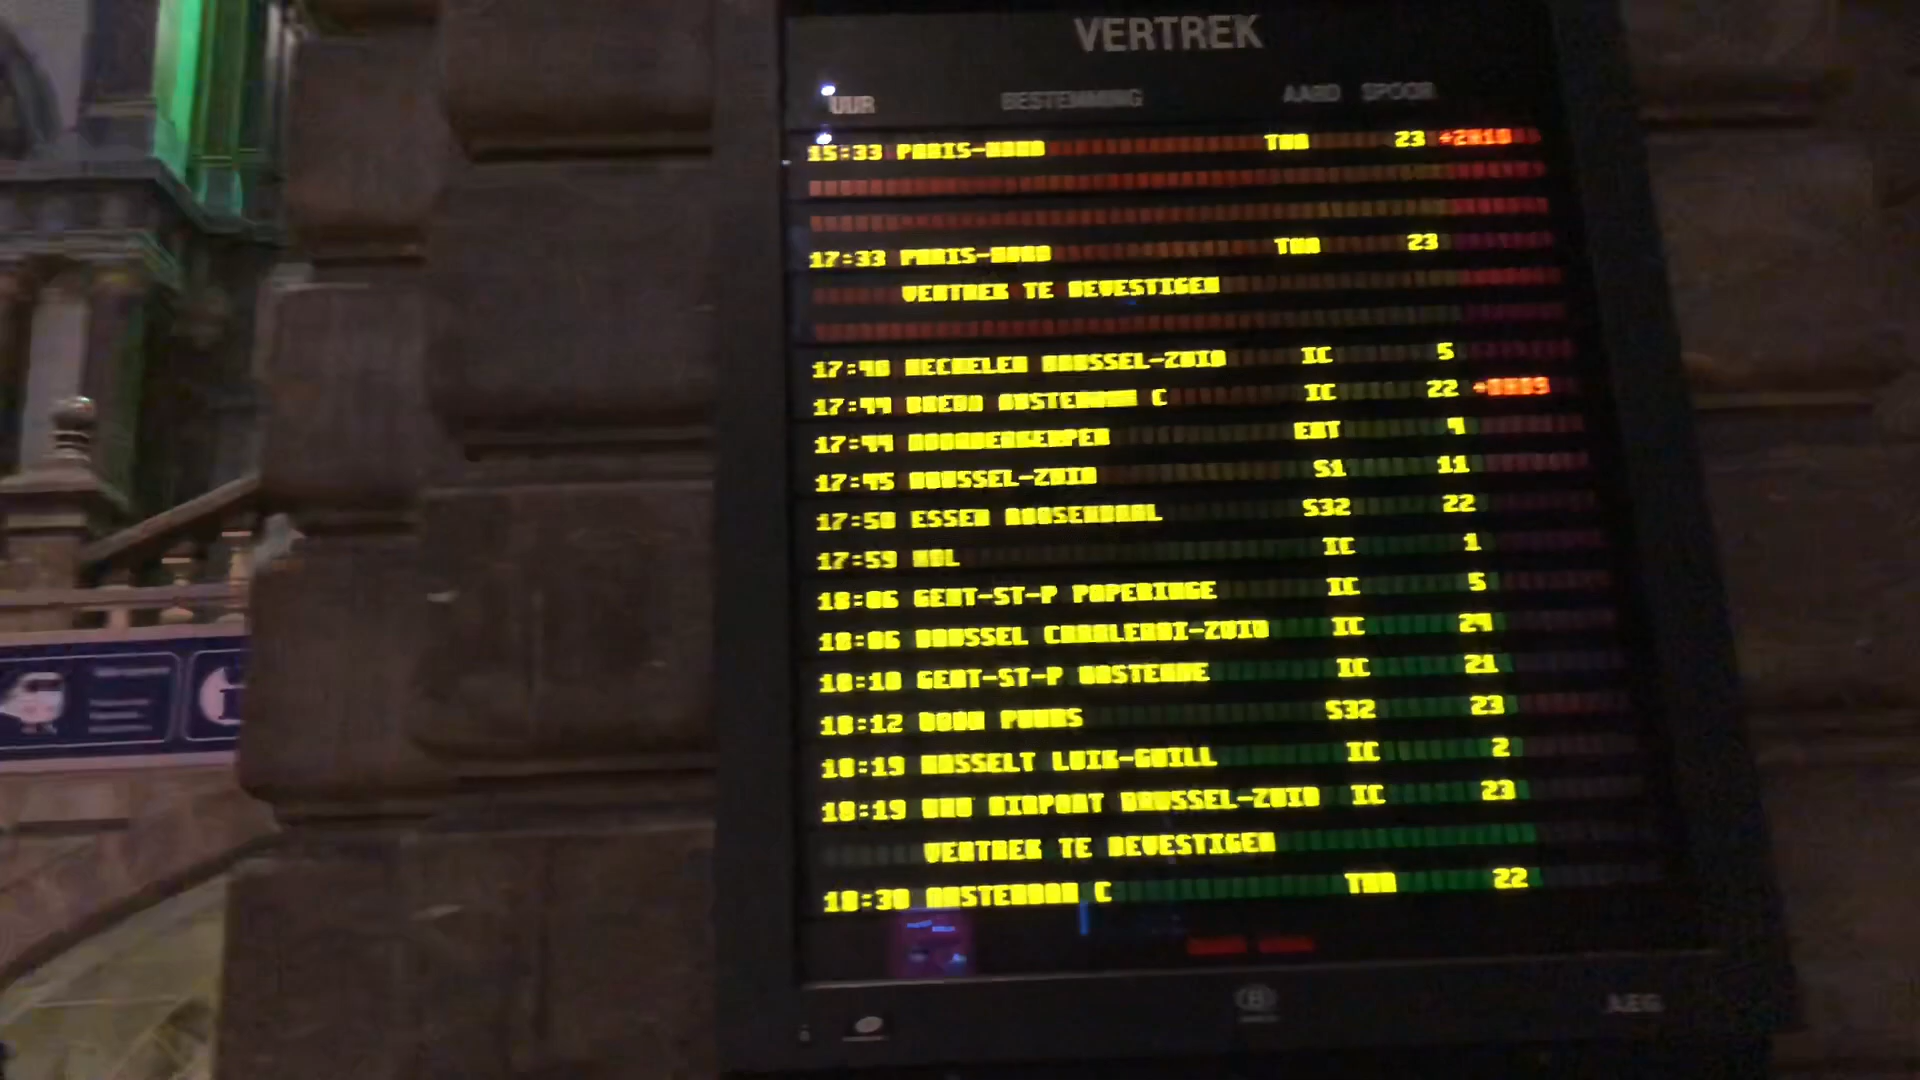 VERTREK
UUR BESTEMMING AARD SPOOR
15:33 PARIS-NORD THA 23 +2H10
17:33 PARIS-NORD THA 23
VERTREK TE BEVESTIGEN
17:40 MECHELEN BRUSSEL-ZUID IC 5
17:44 BREDA AMSTERDAM C IC 22
17:44 NOORDERKEMPEN EXT 4
17:45 BRUSSEL-ZUID S1 11
17:50 ESSEN ROOSENDAAL S32 22
17:59 MOL IC 1
18:06 GENT-ST-P POPERINGE IC 5
18:06 BRUSSEL CHARLEROI-ZUID IC 24
18:10 GENT-ST-P OOSTENDE IC 21
18:12 BOOM PUURS S32 23
18:19 HASSELT LUIK-GUILL IC 2
18:19 BRU AIRPORT BRUSSEL-ZUID IC 23
VERTREK TE BEVESTIGEN
18:30 AMSTERDAM C THA 22
B
AEG